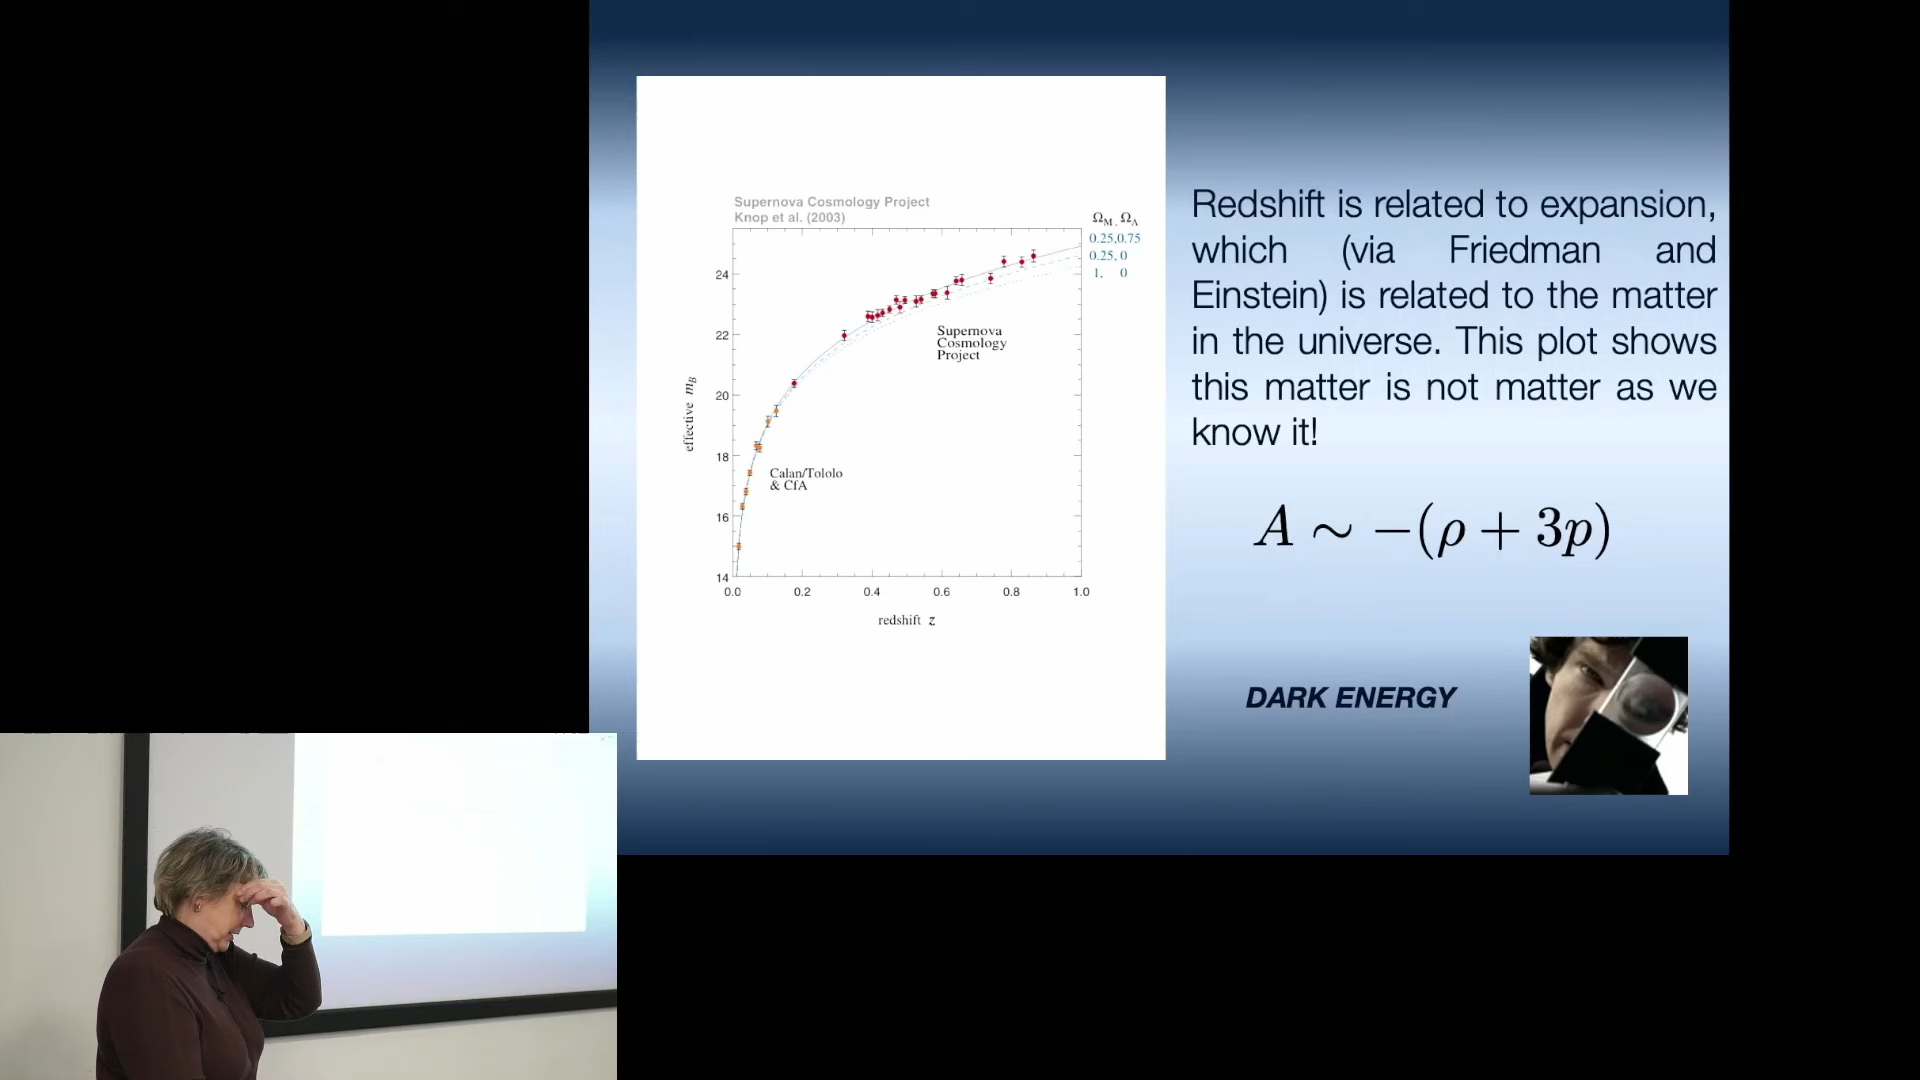 Supernova Cosmology Project
Knop et al. (2003)
Ω_M , Ω_Λ
0.25,0.75
0.25, 0
1, 0
24
22
20
18
16
14
effective m_B
Supernova
Cosmology
Project
Calan/Tololo
& CfA
0.0 0.2 0.4 0.6 0.8 1.0
redshift z
Redshift is related to expansion,
which (via Friedman and
Einstein) is related to the matter
in the universe. This plot shows
this matter is not matter as we
know it!
A ∼ −(ρ + 3p)
DARK ENERGY